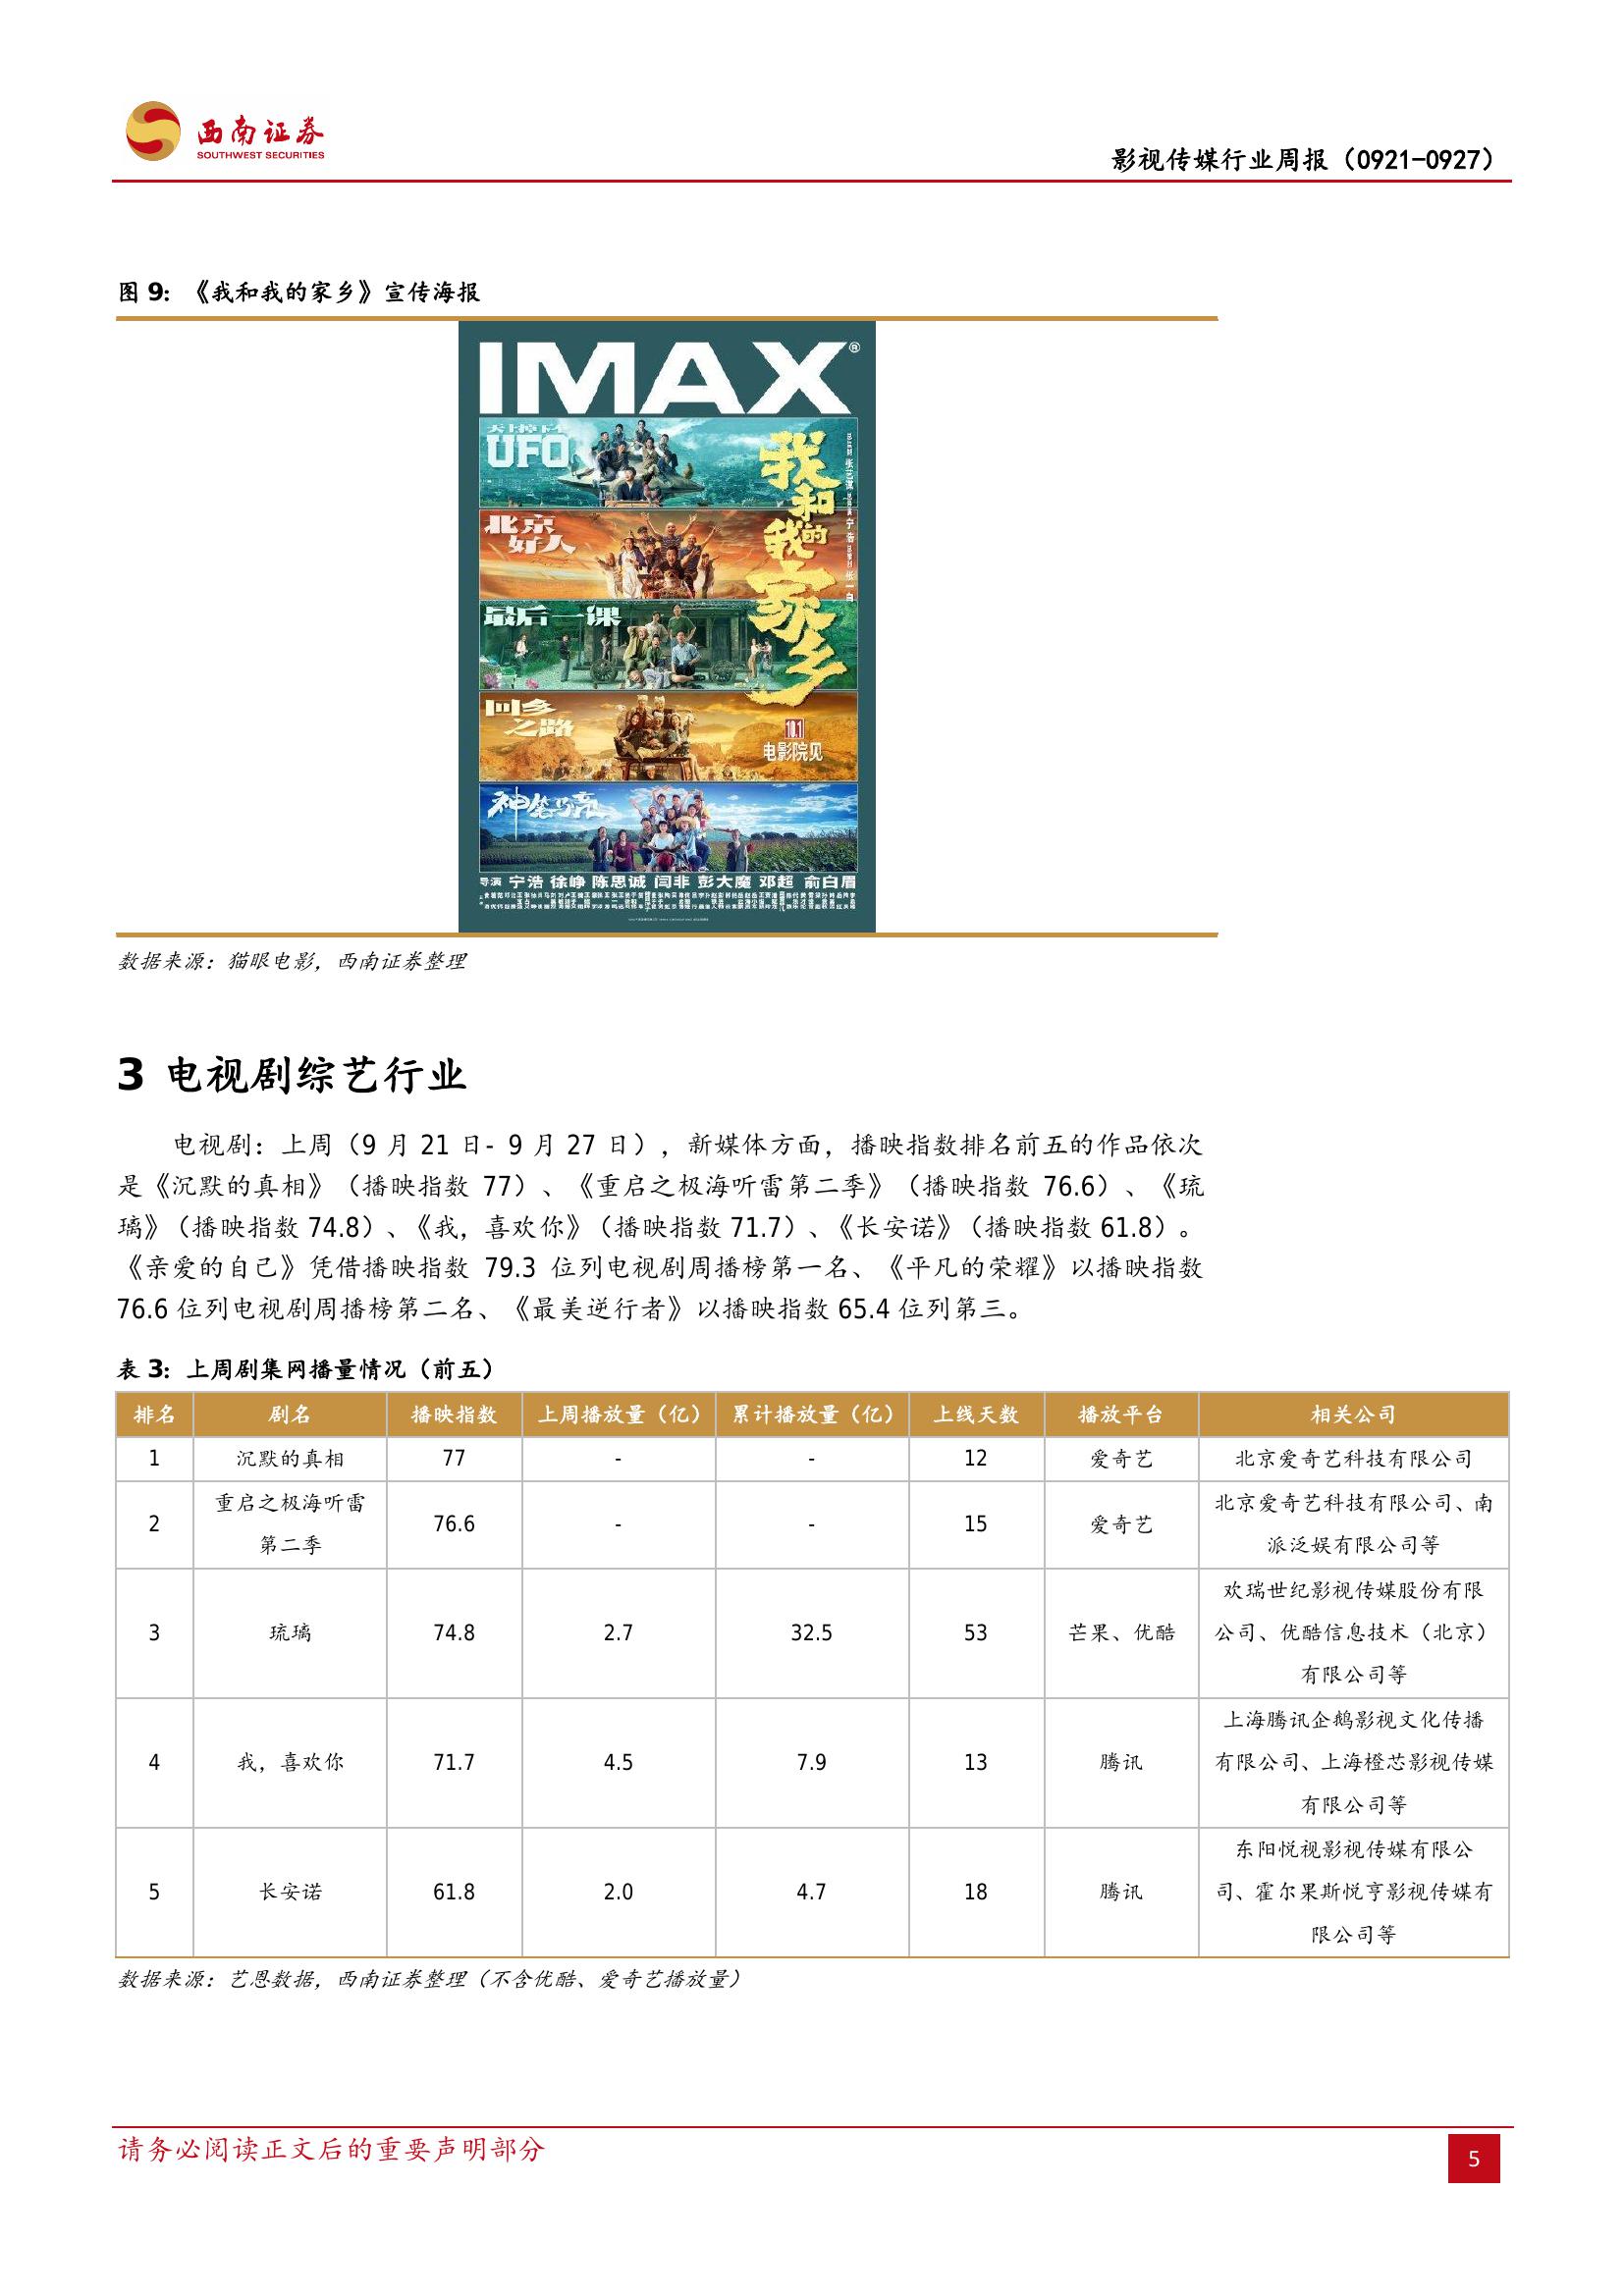 西南证券
SOUTHWEST SECURITIES
影视传媒行业周报（0921-0927）
图 9：《我和我的家乡》宣传海报
IMAX®
天上掉下个
UFO
北京
好人
最后一课
回乡
之路
神笔马亮
我和我的家乡
10.1
电影院见
导演 宁浩 徐峥 陈思诚 闫非 彭大魔 邓超 俞白眉
数据来源：猫眼电影，西南证券整理
3 电视剧综艺行业
电视剧：上周（9 月 21 日- 9 月 27 日），新媒体方面，播映指数排名前五的作品依次
是《沉默的真相》（播映指数 77）、《重启之极海听雷第二季》（播映指数 76.6）、《琉
璃》（播映指数 74.8）、《我，喜欢你》（播映指数 71.7）、《长安诺》（播映指数 61.8）。
《亲爱的自己》凭借播映指数 79.3 位列电视剧周播榜第一名、《平凡的荣耀》以播映指数
76.6 位列电视剧周播榜第二名、《最美逆行者》以播映指数 65.4 位列第三。
表 3：上周剧集网播量情况（前五）
排名 剧名 播映指数 上周播放量（亿） 累计播放量（亿） 上线天数 播放平台 相关公司
1 沉默的真相 77 - - 12 爱奇艺 北京爱奇艺科技有限公司
2 重启之极海听雷 76.6 - - 15 爱奇艺 北京爱奇艺科技有限公司、南
第二季 派泛娱有限公司等
欢瑞世纪影视传媒股份有限
3 琉璃 74.8 2.7 32.5 53 芒果、优酷 公司、优酷信息技术（北京）
有限公司等
上海腾讯企鹅影视文化传播
4 我，喜欢你 71.7 4.5 7.9 13 腾讯 有限公司、上海橙芯影视传媒
有限公司等
东阳悦视影视传媒有限公
5 长安诺 61.8 2.0 4.7 18 腾讯 司、霍尔果斯悦亨影视传媒有
限公司等
数据来源：艺恩数据，西南证券整理（不含优酷、爱奇艺播放量）
请务必阅读正文后的重要声明部分
5